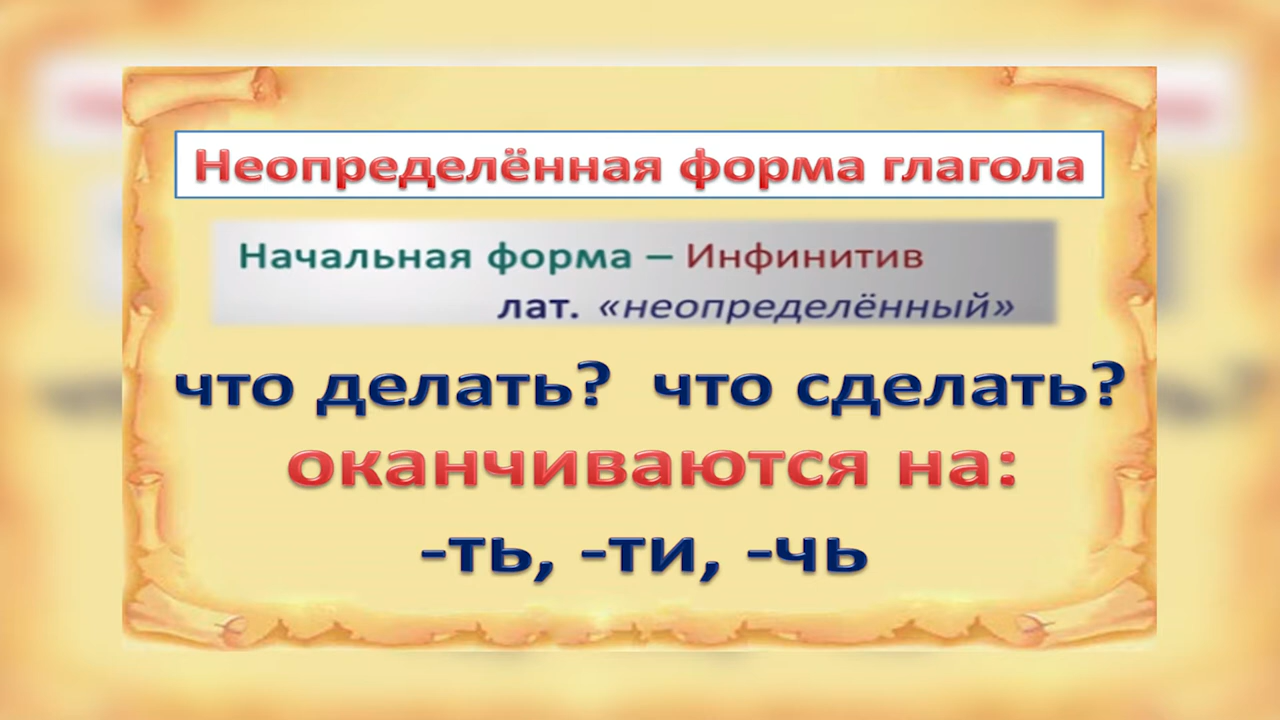 Неопределённая форма глагола
Начальная форма – Инфинитив
лат. «неопределённый»
что делать? что сделать?
оканчиваются на:
-ть, -ти, -чь